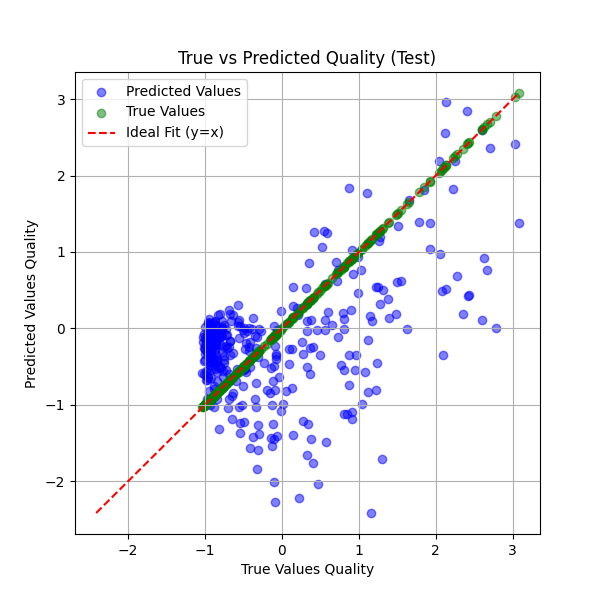 True vs Predicted Quality (Test)
Predicted Values
True Values
Ideal Fit (y=x)
3
2
1
0
−1
−2
Predicted Values Quality
−2 −1 0 1 2 3
True Values Quality